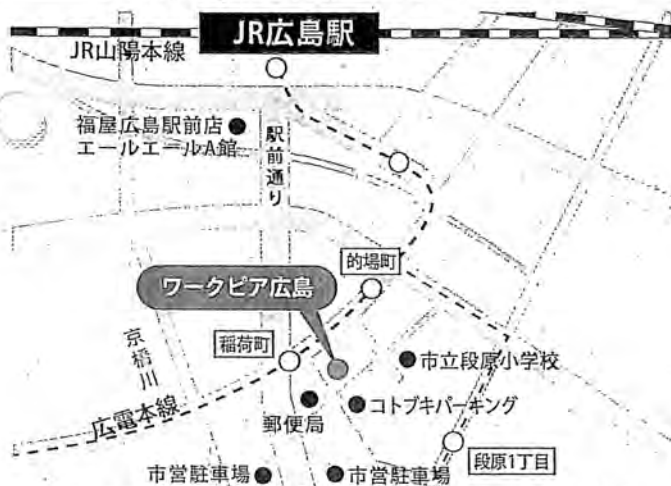 JR広島駅
JR山陽本線
福屋広島駅前店
エールエールA館
駅前通り
的場町
ワークピア広島
京橋川
稲荷町
市立段原小学校
広電本線
郵便局
コトブキパーキング
段原1丁目
市営駐車場
市営駐車場